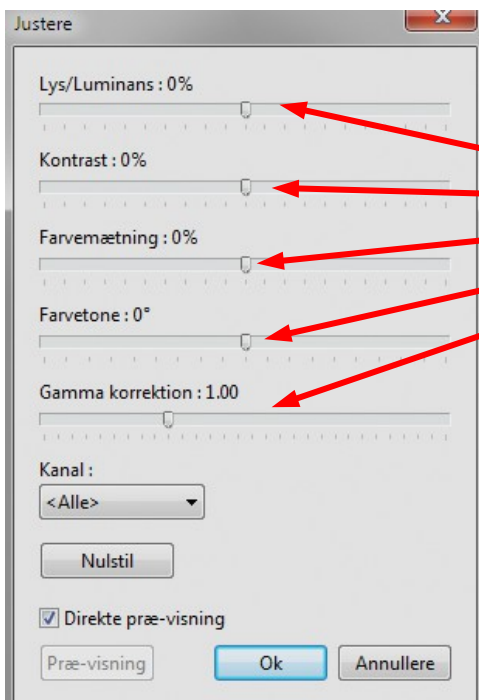 Justere
Lys/Luminans : 0%
Kontrast : 0%
Farvemætning : 0%
Farvetone : 0°
Gamma korrektion : 1.00
Kanal :
<Alle>
Nulstil
Direkte præ-visning
Præ-visning Ok Annullere